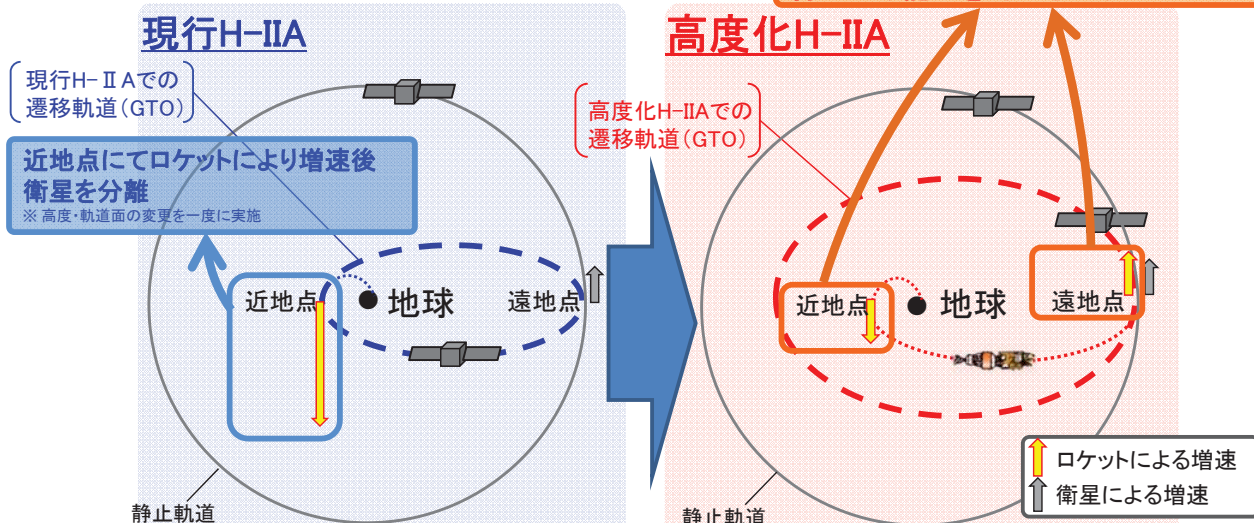 現行H-IIA
現行H-ⅡAでの
遷移軌道(GTO)
近地点にてロケットにより増速後
衛星を分離
※ 高度・軌道面の変更を一度に実施
近地点
地球
遠地点
静止軌道
高度化H-IIA
高度化H-IIAでの
遷移軌道(GTO)
近地点
地球
遠地点
静止軌道
ロケットによる増速
衛星による増速